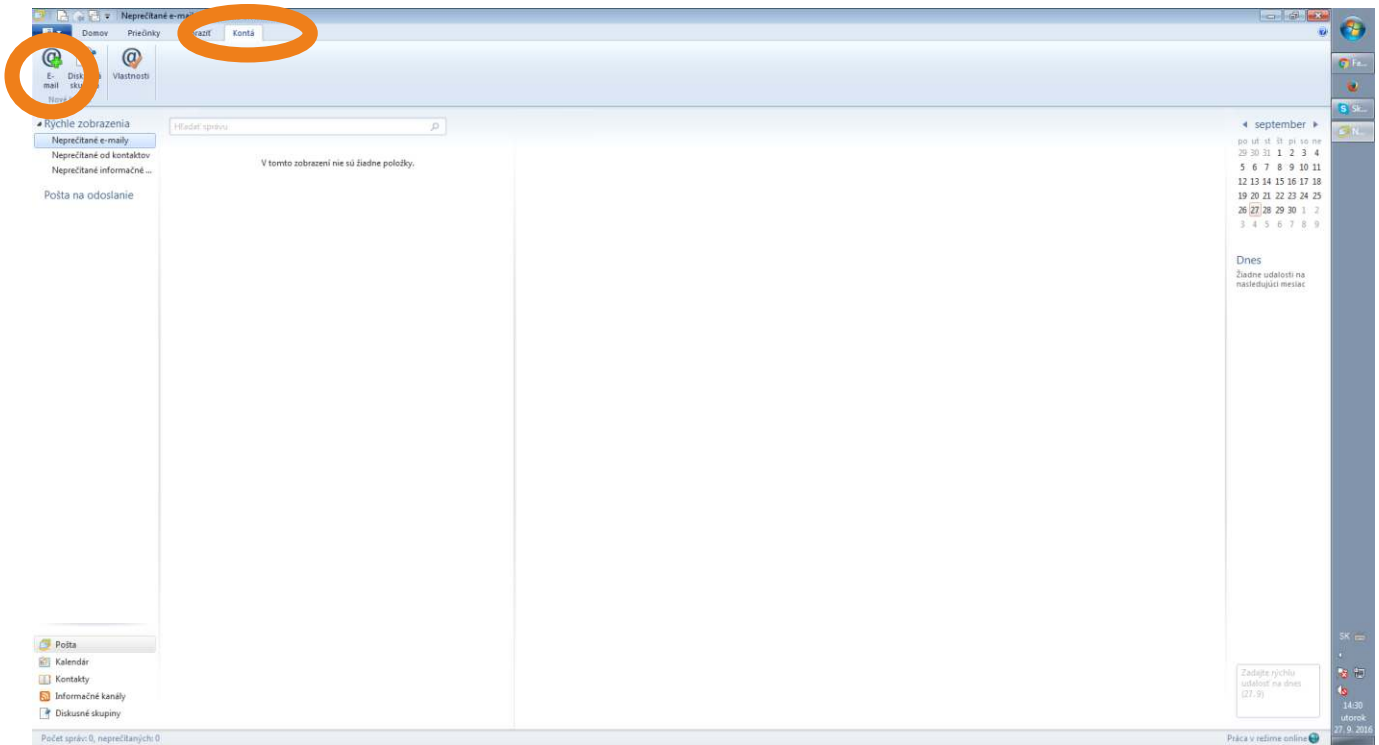 Neprečítané e-ma
Domov Priečinky Kontá
E-
mail Vlastnosti
Nové
Rýchle zobrazenia
Neprečítané e-maily
Neprečítané od kontaktov
Neprečítané informačné ...
Pošta na odoslanie
Hľadať správu
V tomto zobrazení nie sú žiadne položky.
september
po ut st št pi so ne
29 30 31 1 2 3 4
5 6 7 8 9 10 11
12 13 14 15 16 17 18
19 20 21 22 23 24 25
26 27 28 29 30 1 2
3 4 5 6 7 8 9
Dnes
Žiadne udalosti na
nasledujúci mesiac
Zadajte rýchlu
udalosť na dnes
(27. 9)
Pošta
Kalendár
Kontakty
Informačné kanály
Diskusné skupiny
Počet správ: 0, neprečítaných: 0
Práca v režime online
Fa...
Sk...
N...
SK
14:30
utorok
27. 9. 2016